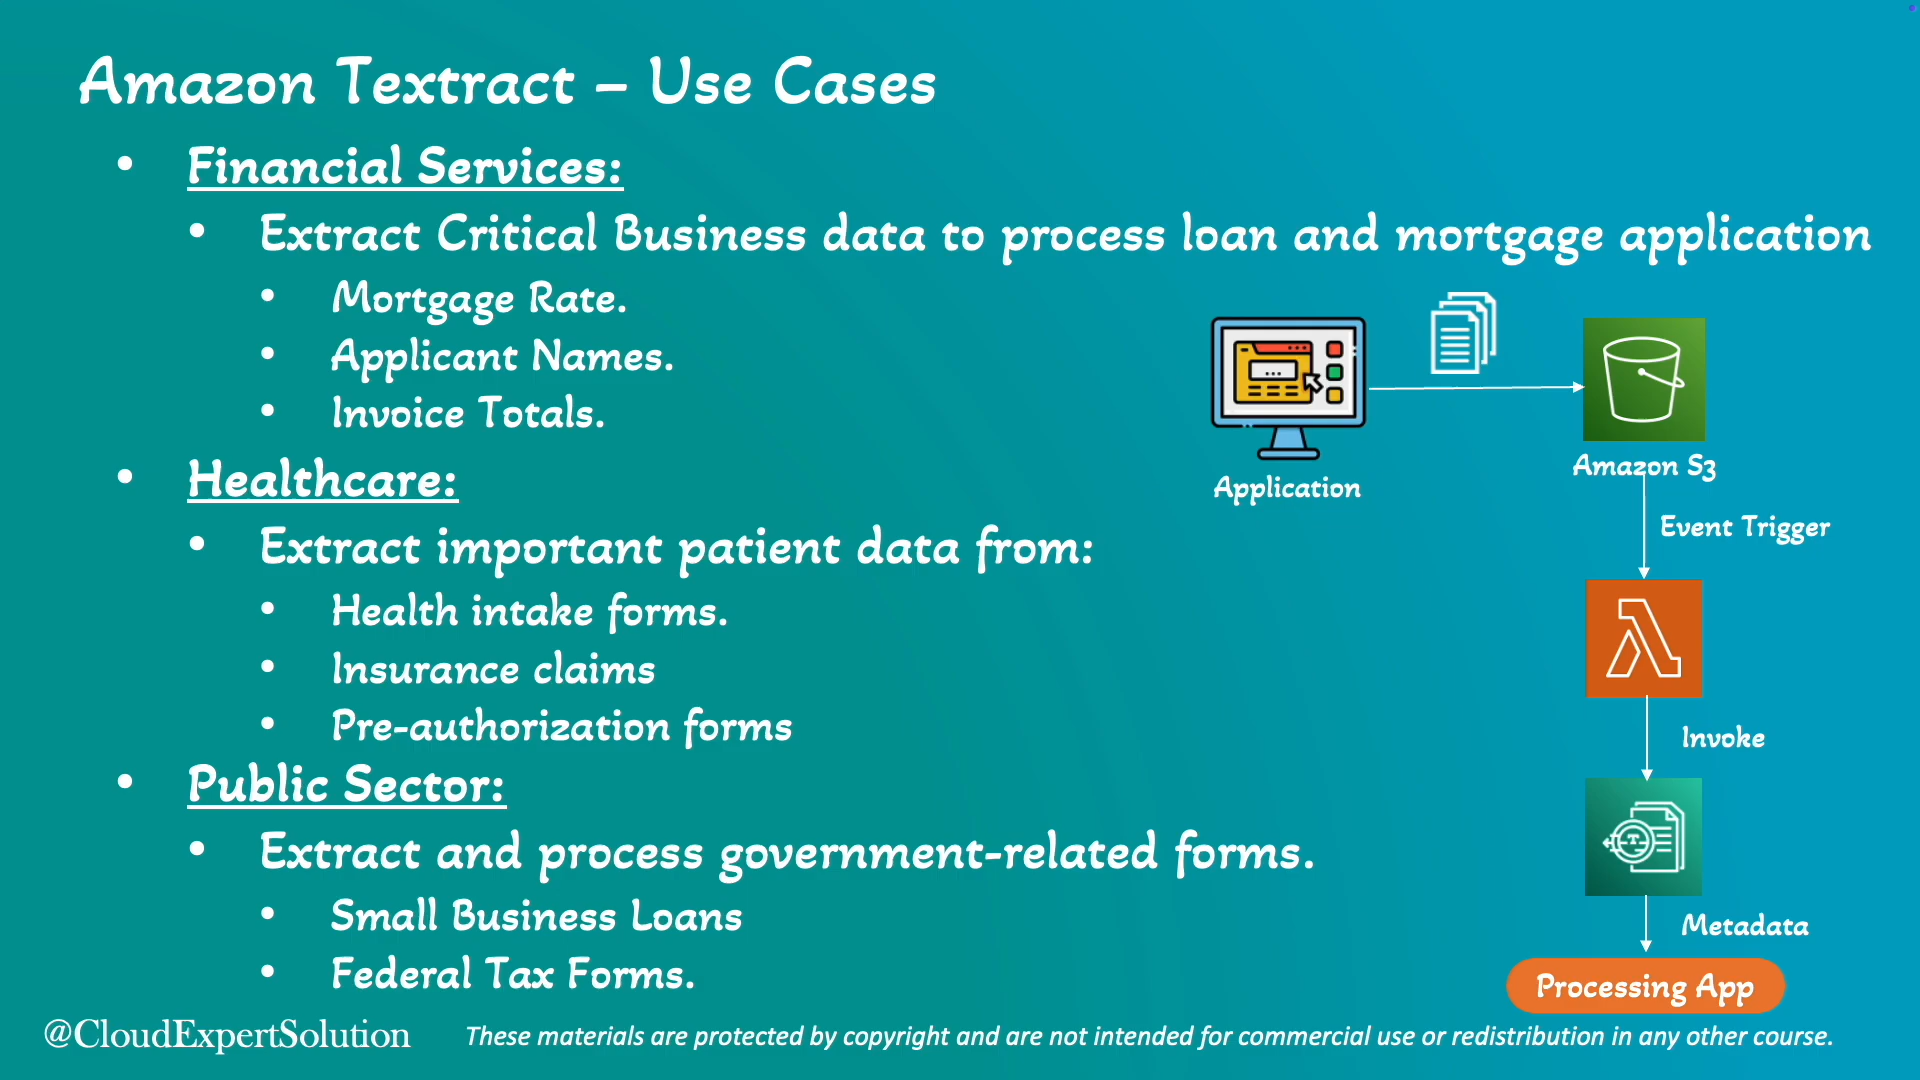 Amazon Textract – Use Cases
• Financial Services:
• Extract Critical Business data to process loan and mortgage application
• Mortgage Rate.
• Applicant Names.
• Invoice Totals.
• Healthcare:
• Extract important patient data from:
• Health intake forms.
• Insurance claims
• Pre-authorization forms
• Public Sector:
• Extract and process government-related forms.
• Small Business Loans
• Federal Tax Forms.
Application
Amazon S3
Event Trigger
Invoke
Metadata
Processing App
@CloudExpertSolution
These materials are protected by copyright and are not intended for commercial use or redistribution in any other course.